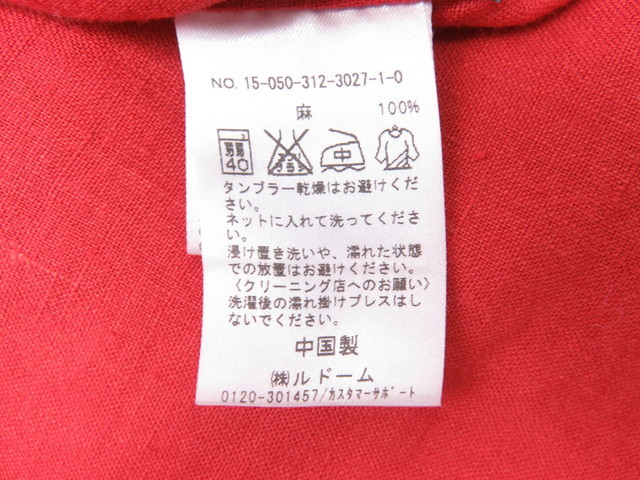 NO. 15-050-312-3027-1-0
麻 100%
40 中
タンブラー乾燥はお避けくださ
い。
ネットに入れて洗ってくださ
い。
浸け置き洗いや、濡れた状態
での放置はお避けください。
〈クリーニング店へのお願い〉
洗濯後の濡れ掛けプレスはし
ないでください。
中国製
㈱ルドーム
0120-301457/カスタマーサポート